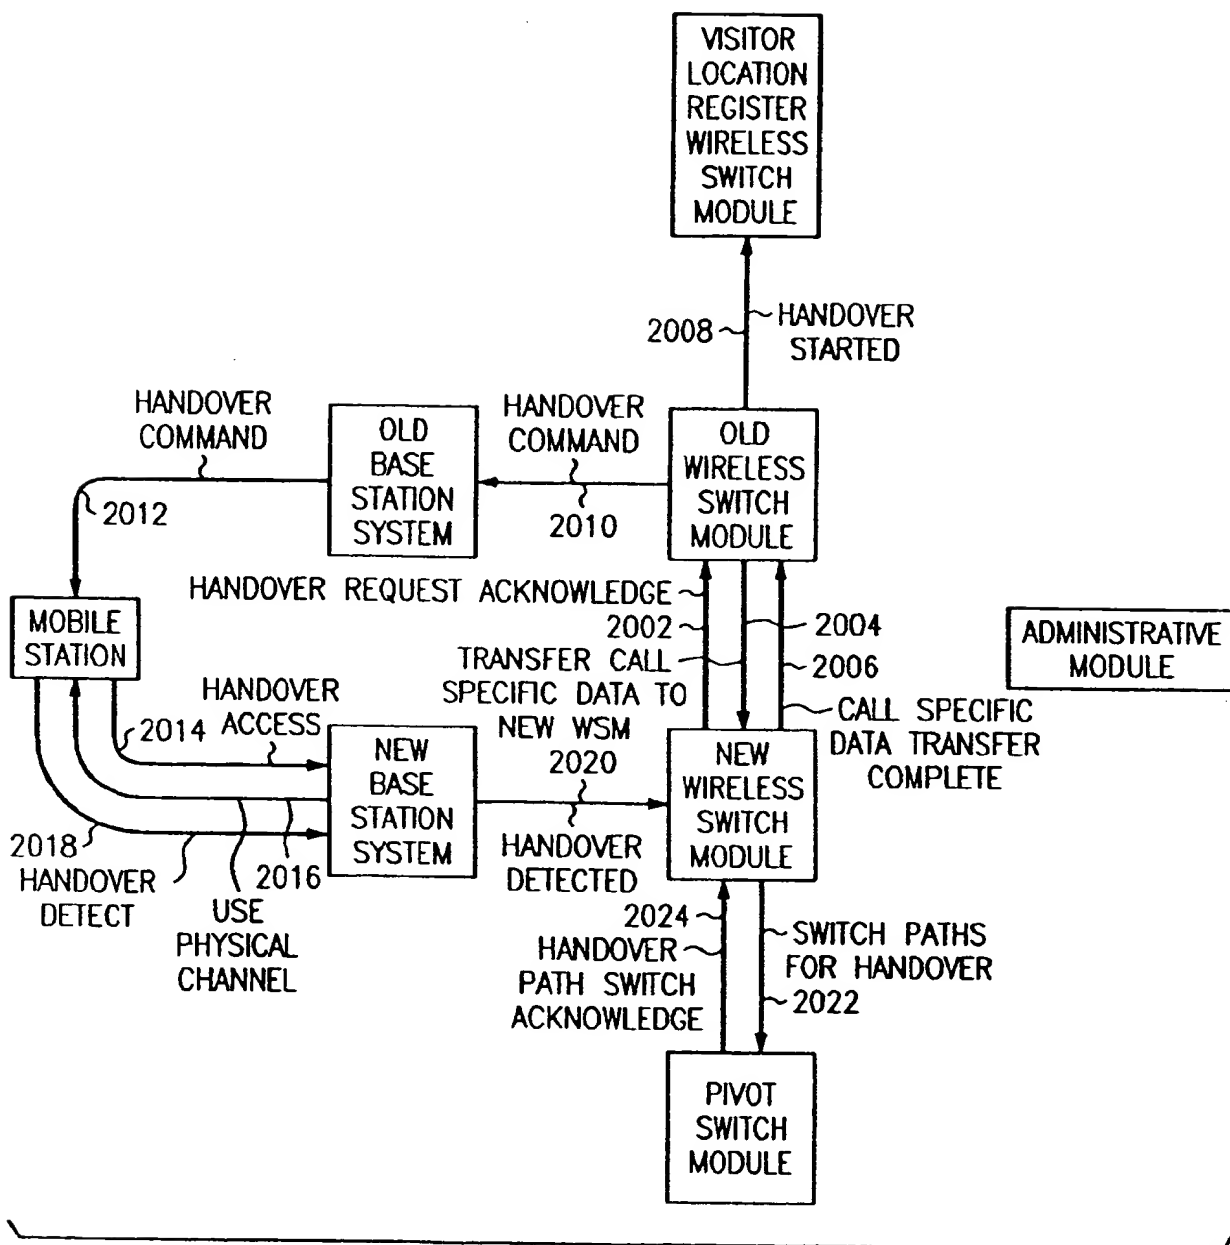 VISITOR
LOCATION
REGISTER
WIRELESS
SWITCH
MODULE
2008
HANDOVER
STARTED
HANDOVER
COMMAND
2012
OLD
BASE
STATION
SYSTEM
HANDOVER
COMMAND
2010
OLD
WIRELESS
SWITCH
MODULE
HANDOVER REQUEST ACKNOWLEDGE
2002
2004
2006
TRANSFER CALL
SPECIFIC DATA TO
NEW WSM
CALL SPECIFIC
DATA TRANSFER
COMPLETE
ADMINISTRATIVE
MODULE
MOBILE
STATION
HANDOVER
ACCESS
2014
NEW
BASE
STATION
SYSTEM
2020
HANDOVER
DETECTED
NEW
WIRELESS
SWITCH
MODULE
2018
HANDOVER
DETECT
2016
USE
PHYSICAL
CHANNEL
2024
HANDOVER
PATH SWITCH
ACKNOWLEDGE
SWITCH PATHS
FOR HANDOVER
2022
PIVOT
SWITCH
MODULE